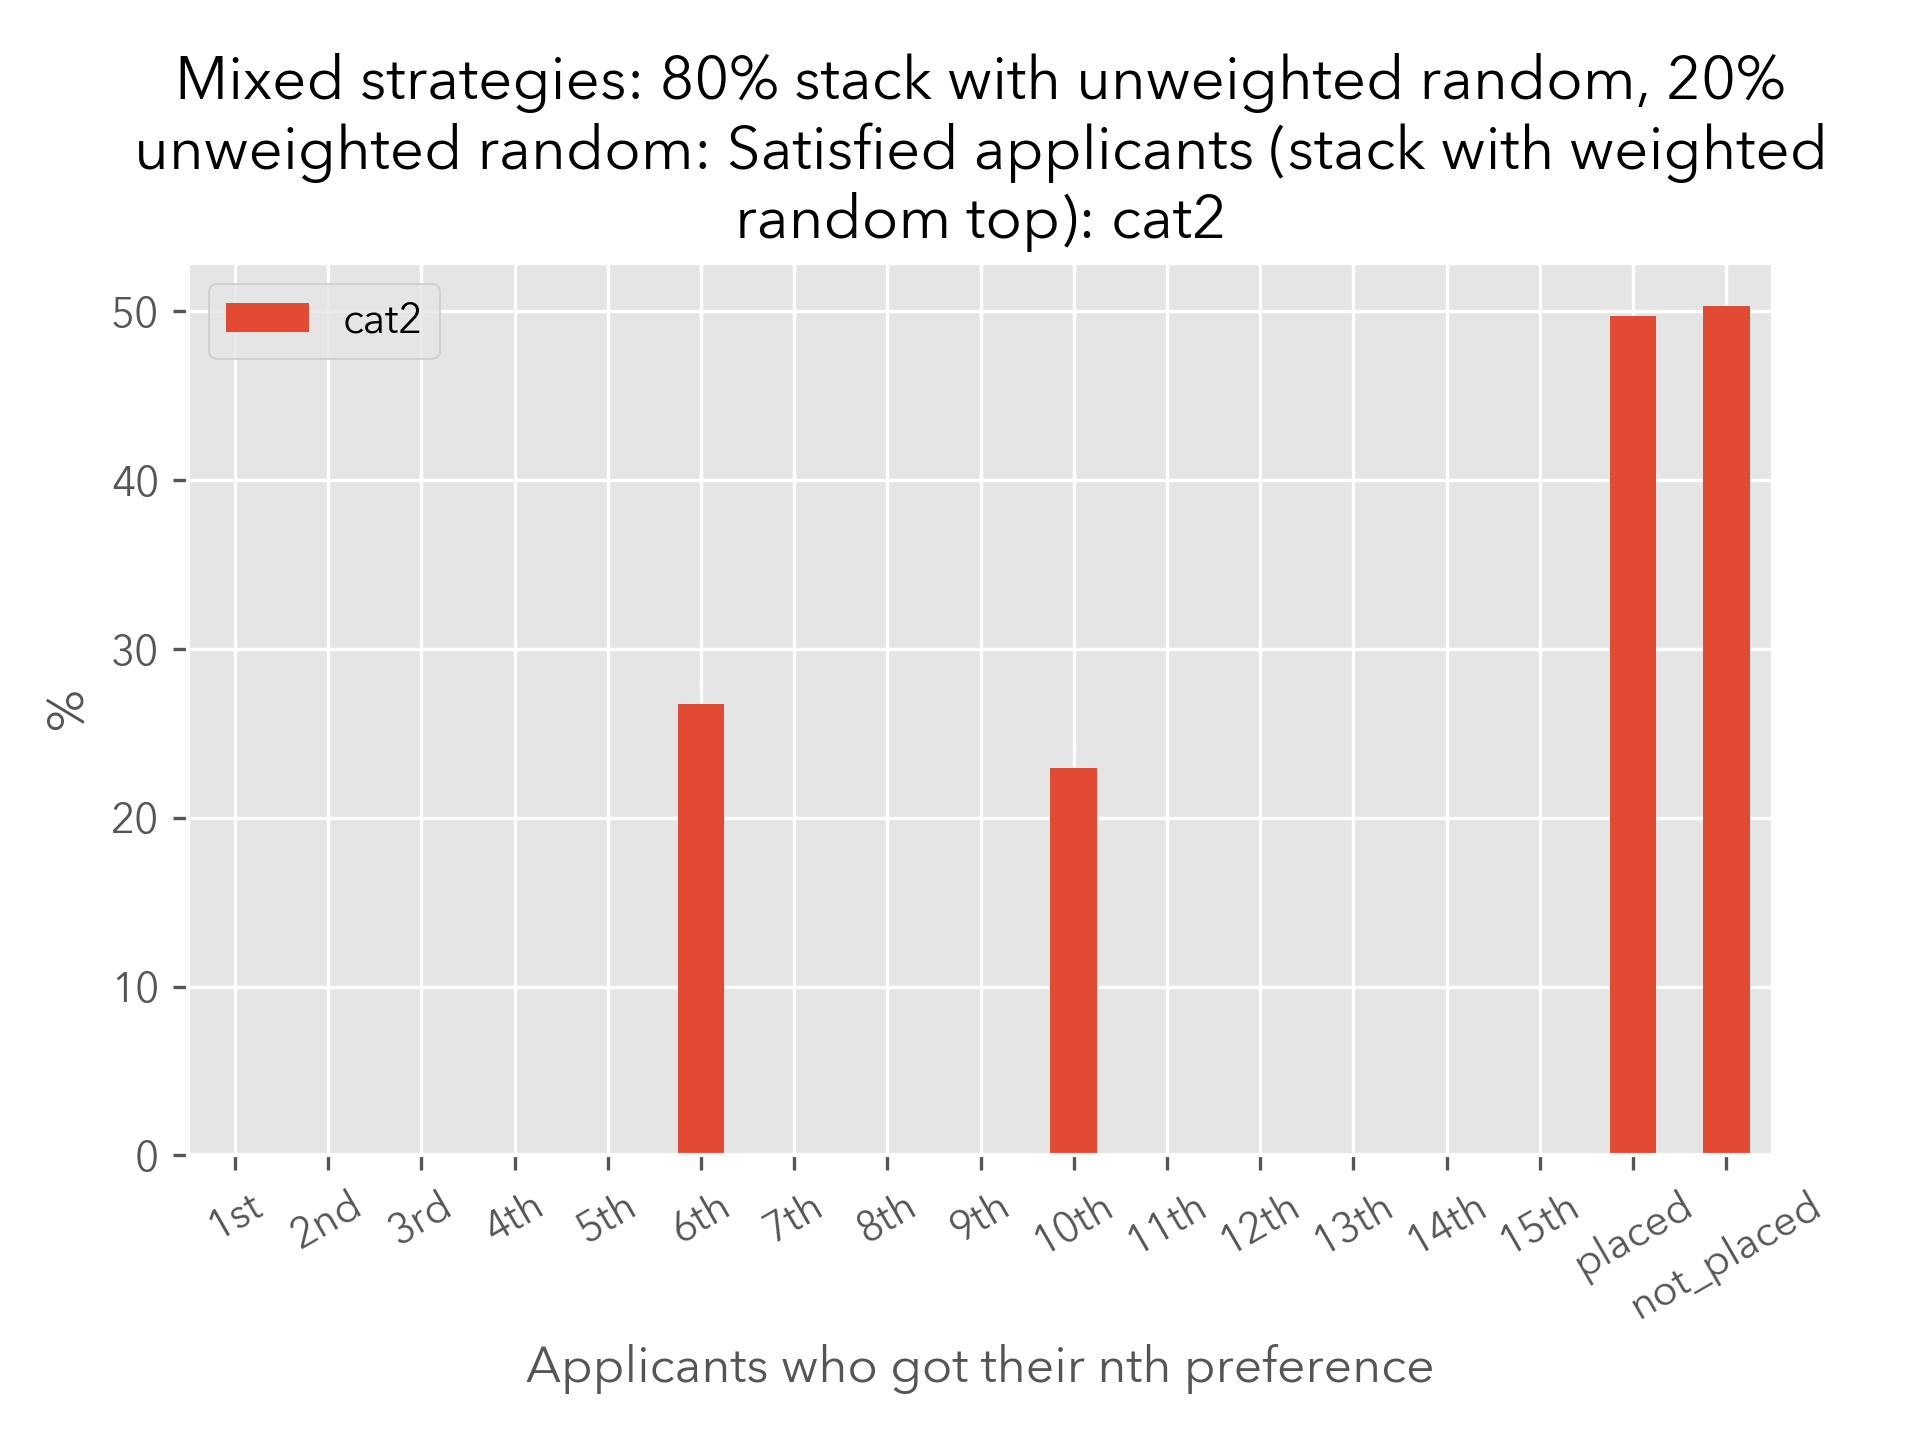 Mixed strategies: 80% stack with unweighted random, 20%
unweighted random: Satisfied applicants (stack with weighted
random top): cat2
cat2
50
40
30
20
10
0
%
1st
2nd
3rd
4th
5th
6th
7th
8th
9th
10th
11th
12th
13th
14th
15th
placed
not_placed
Applicants who got their nth preference